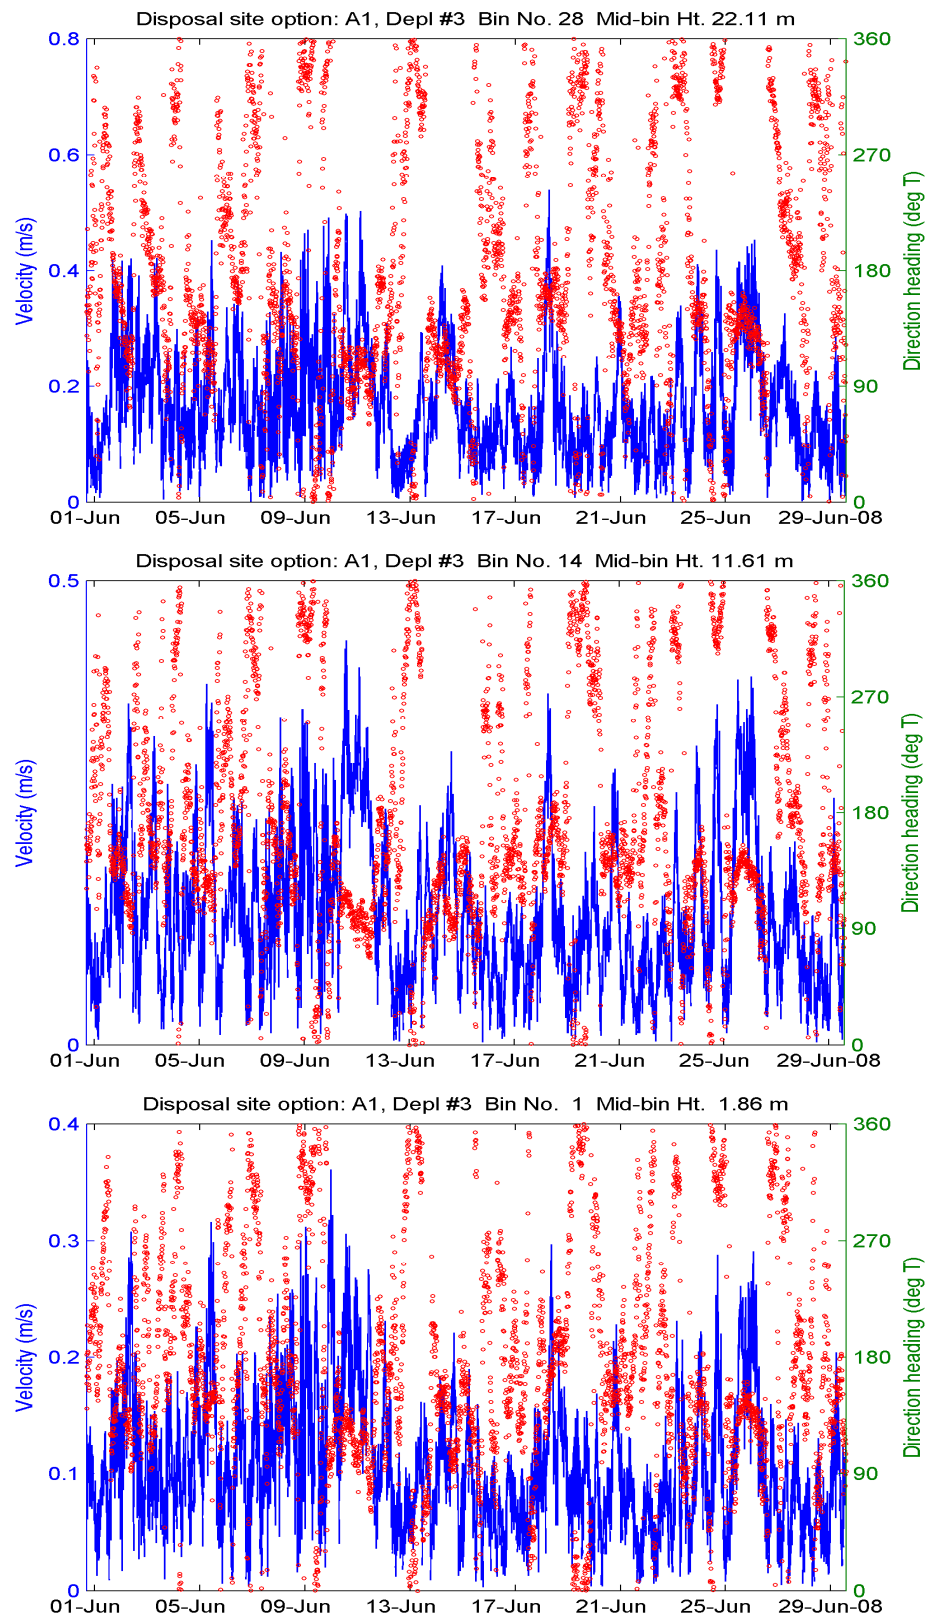 Disposal site option: A1, Depl #3 Bin No. 28 Mid-bin Ht. 22.11 m
0.8
0.6
0.4
0.2
0
Velocity (m/s)
360
270
180
90
0
Direction heading (deg T)
01-Jun 05-Jun 09-Jun 13-Jun 17-Jun 21-Jun 25-Jun 29-Jun-08
Disposal site option: A1, Depl #3 Bin No. 14 Mid-bin Ht. 11.61 m
0.5
0
Velocity (m/s)
360
270
180
90
0
Direction heading (deg T)
01-Jun 05-Jun 09-Jun 13-Jun 17-Jun 21-Jun 25-Jun 29-Jun-08
Disposal site option: A1, Depl #3 Bin No. 1 Mid-bin Ht. 1.86 m
0.4
0.3
0.2
0.1
0
Velocity (m/s)
360
270
180
90
0
Direction heading (deg T)
01-Jun 05-Jun 09-Jun 13-Jun 17-Jun 21-Jun 25-Jun 29-Jun-08